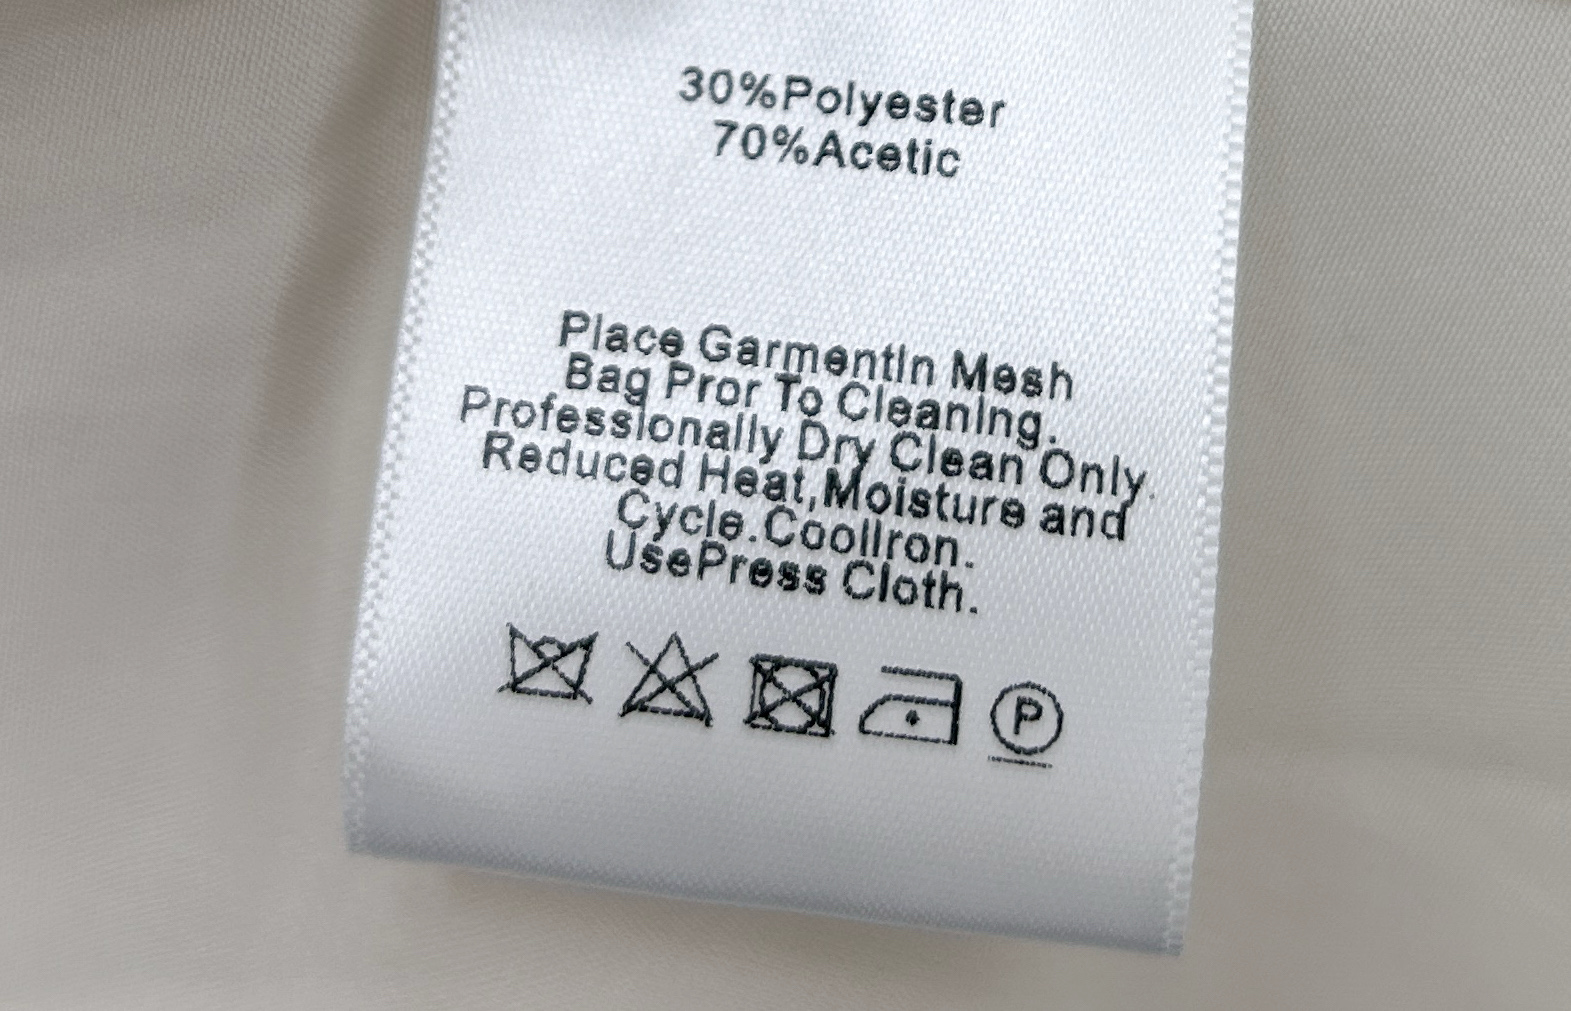 30%Polyester
70%Acetic
Place GarmentIn Mesh
Bag Pror To Cleaning.
Professionally Dry Clean Only.
Reduced Heat,Moisture and
Cycle.CoolIron.
UsePress Cloth.
P